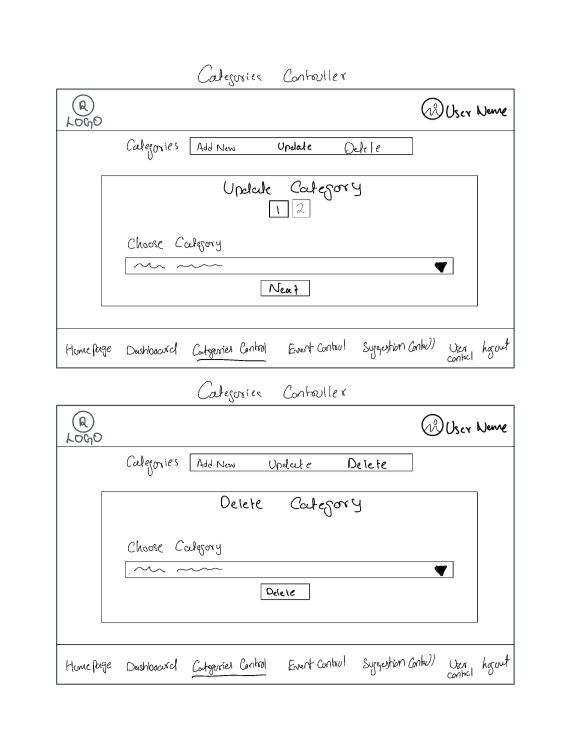 Categories Controller
R
LOGO
User Name
Categories Add New Update Delete
Update Category
1 2
Choose Category
Next
Home Page Dashboard Categories Control Event Control Suggestion Control User Control logout
Categories Controller
R
LOGO
User Name
Categories Add New Update Delete
Delete Category
Choose Category
Delete
Home Page Dashboard Categories Control Event Control Suggestion Control User Control logout